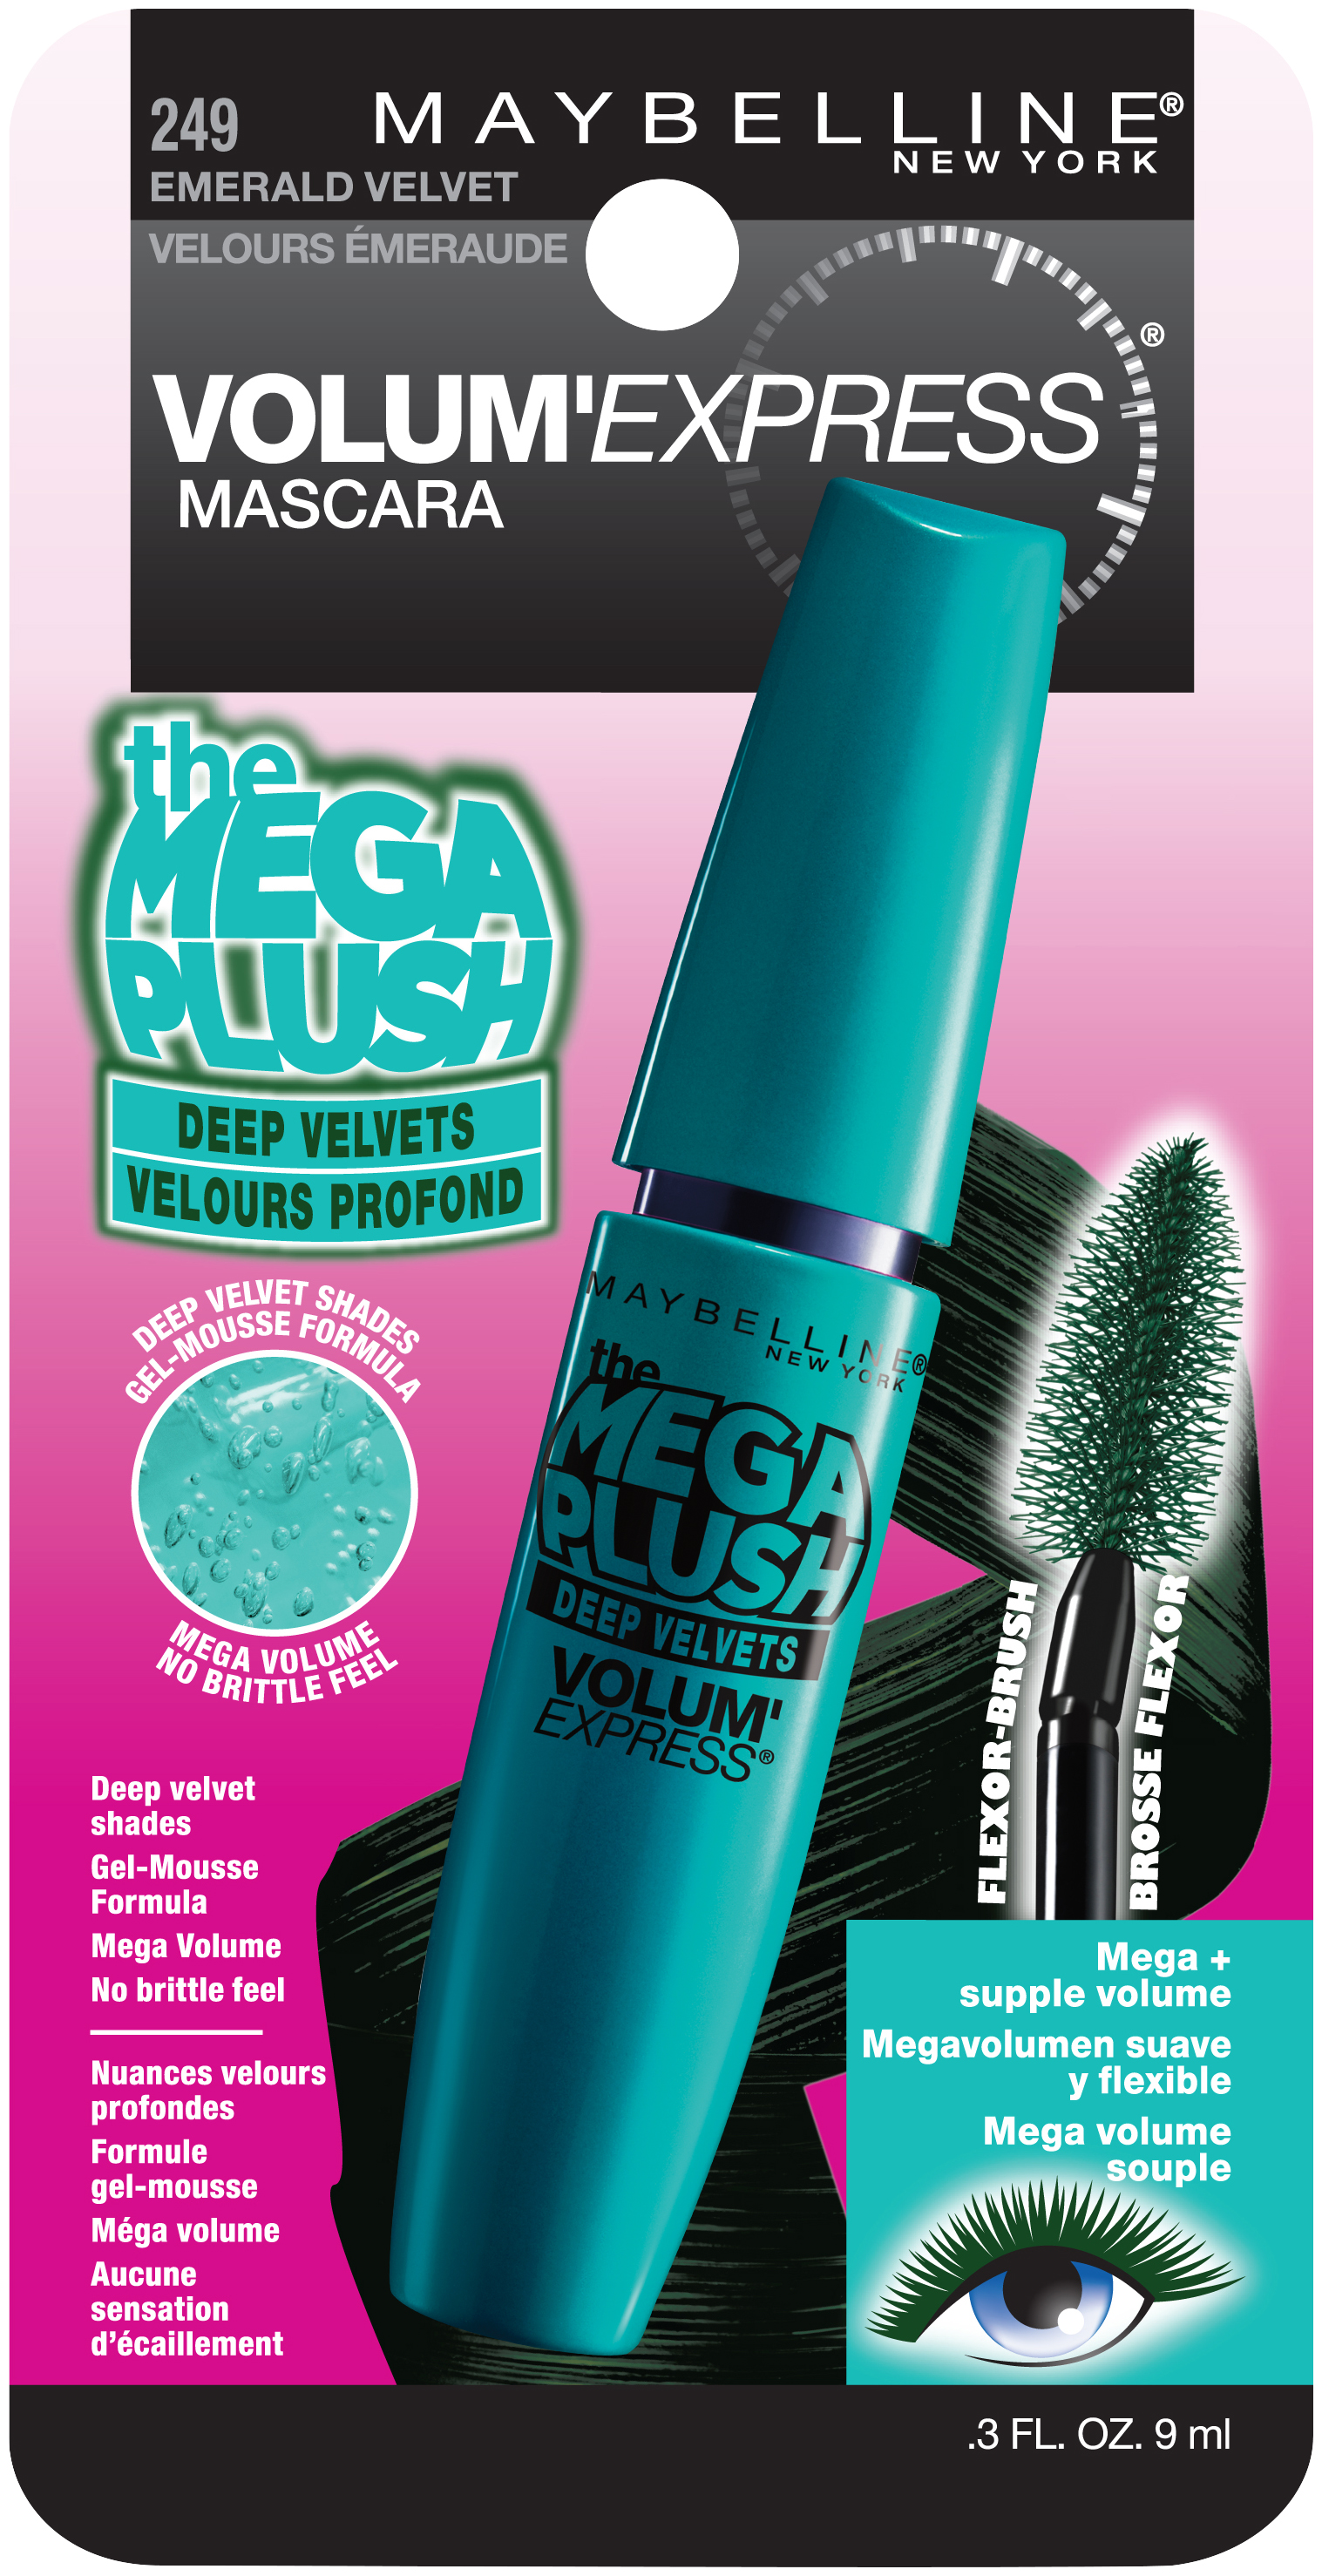 249
MAYBELLINE®
NEW YORK
EMERALD VELVET
VELOURS ÉMERAUDE
VOLUM'EXPRESS®
MASCARA
the
MEGA
PLUSH
DEEP VELVETS
VELOURS PROFOND
DEEP VELVET SHADES
GEL-MOUSSE FORMULA
MEGA VOLUME
NO BRITTLE FEEL
MAYBELLINE®
NEW YORK
the
MEGA
PLUSH
DEEP VELVETS
VOLUM'
EXPRESS®
FLEXOR-BRUSH
BROSSE FLEXOR
Deep velvet
shades
Gel-Mousse
Formula
Mega Volume
No brittle feel
Nuances velours
profondes
Formule
gel-mousse
Méga volume
Aucune
sensation
d'écaillement
Mega +
supple volume
Megavolumen suave
y flexible
Mega volume
souple
.3 FL. OZ. 9 ml